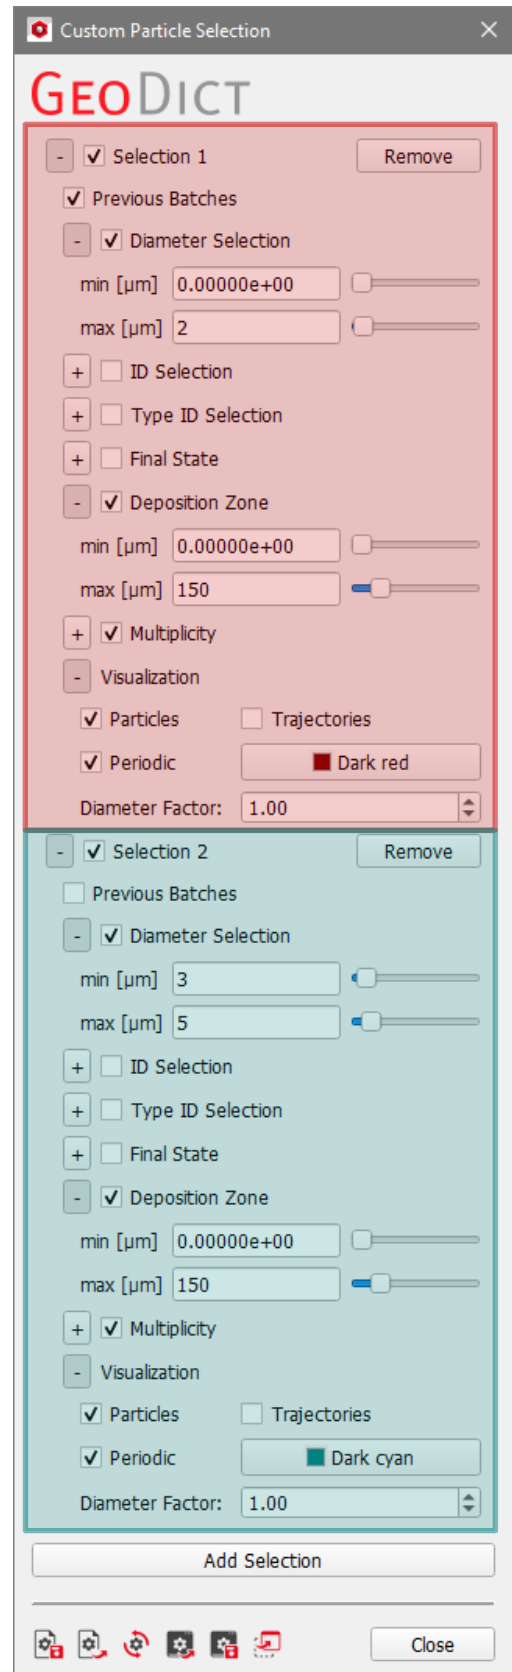 Custom Particle Selection
GEODICT
- Selection 1 Remove
Previous Batches
- Diameter Selection
min [µm] 0.00000e+00
max [µm] 2
+ ID Selection
+ Type ID Selection
+ Final State
- Deposition Zone
min [µm] 0.00000e+00
max [µm] 150
+ Multiplicity
- Visualization
Particles Trajectories
Periodic Dark red
Diameter Factor: 1.00
- Selection 2 Remove
Previous Batches
- Diameter Selection
min [µm] 3
max [µm] 5
+ ID Selection
+ Type ID Selection
+ Final State
- Deposition Zone
min [µm] 0.00000e+00
max [µm] 150
+ Multiplicity
- Visualization
Particles Trajectories
Periodic Dark cyan
Diameter Factor: 1.00
Add Selection
Close